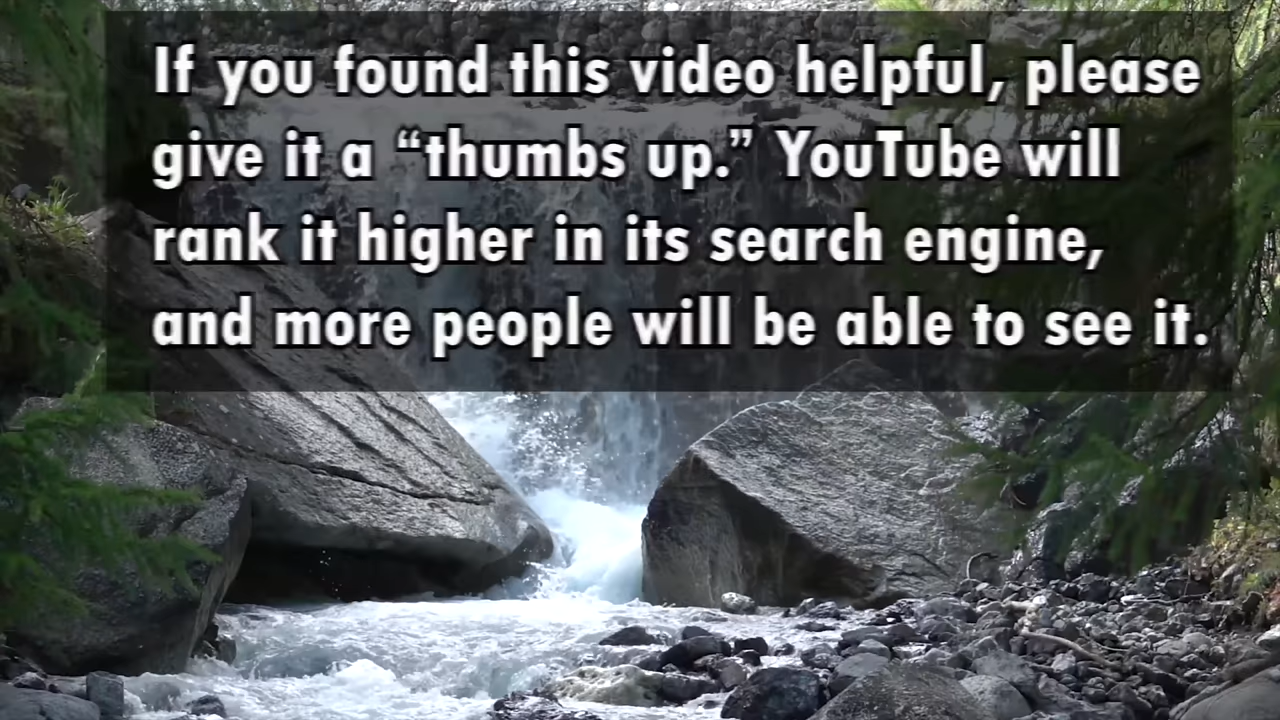 If you found this video helpful, please
give it a “thumbs up.” YouTube will
rank it higher in its search engine,
and more people will be able to see it.